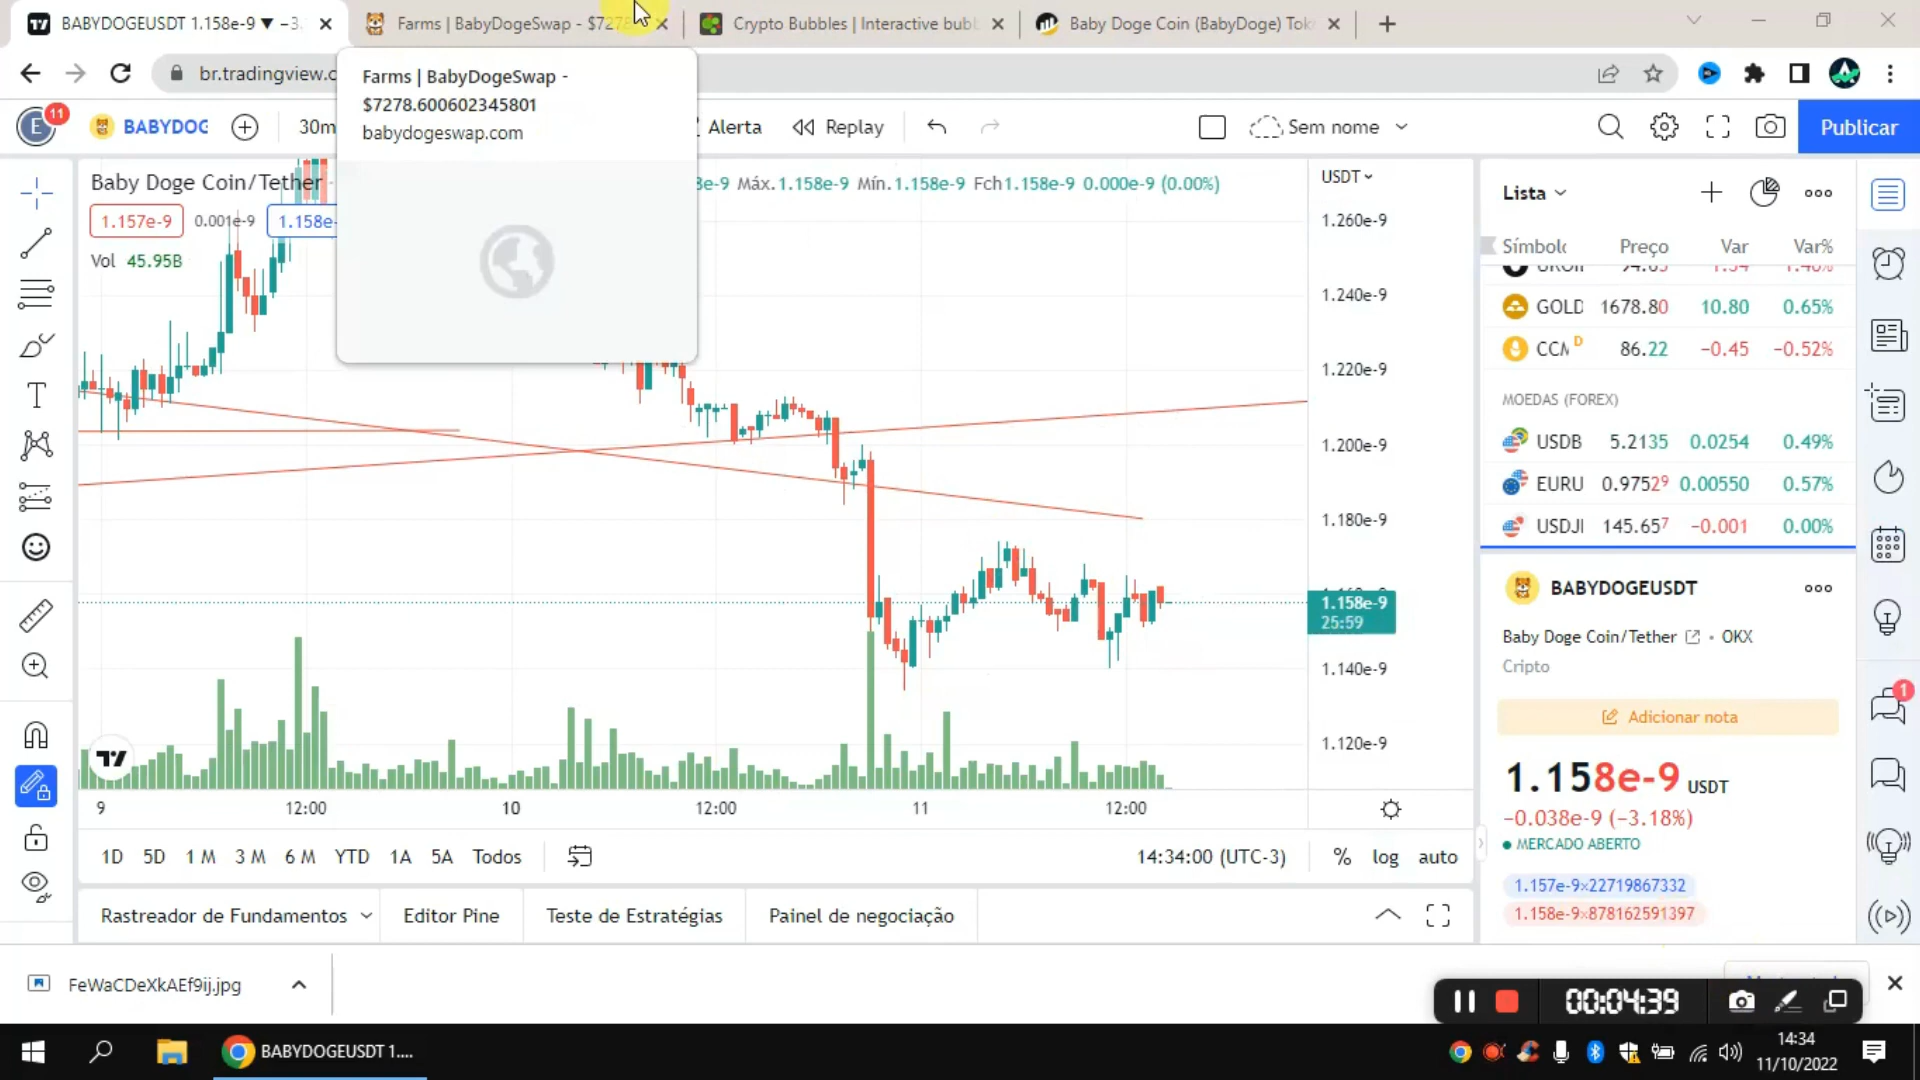 BABYDOGEUSDT 1.158e-9 ▼ −3.
Farms | BabyDogeSwap - $727
Crypto Bubbles | Interactive bubb
Baby Doge Coin (BabyDoge) Tok
br.tradingview.c
Farms | BabyDogeSwap -
$7278.600602345801
babydogeswap.com
E
11
BABYDOG
30m
Alerta
Replay
Sem nome
Publicar
Baby Doge Coin/Tether
8e-9 Máx.1.158e-9 Mín.1.158e-9 Fch1.158e-9 0.000e-9 (0.00%)
1.157e-9
0.001e-9
1.158e-
Vol 45.95B
USDT
1.260e-9
1.240e-9
1.220e-9
1.200e-9
1.180e-9
1.158e-9
25:59
1.140e-9
1.120e-9
9
12:00
10
12:00
11
12:00
1D 5D 1M 3M 6M YTD 1A 5A Todos
14:34:00 (UTC-3)
% log auto
Rastreador de Fundamentos
Editor Pine
Teste de Estratégias
Painel de negociação
Lista
Símbolo Preço Var Var%
GOLD 1678.80 10.80 0.65%
D 86.22 −0.45 −0.52%
MOEDAS (FOREX)
USDB 5.2135 0.0254 0.49%
EURU 0.97529 0.00550 0.57%
USDJ 145.657 −0.001 0.00%
BABYDOGEUSDT
Baby Doge Coin/Tether • OKX
Cripto
Adicionar nota
1.158e-9 USDT
−0.038e-9 (−3.18%)
MERCADO ABERTO
1.157e-9×22719867332
1.158e-9×878162591397
1
FeWaCDeXkAEf9ij.jpg
00:04:39
BABYDOGEUSDT 1....
14:34
11/10/2022